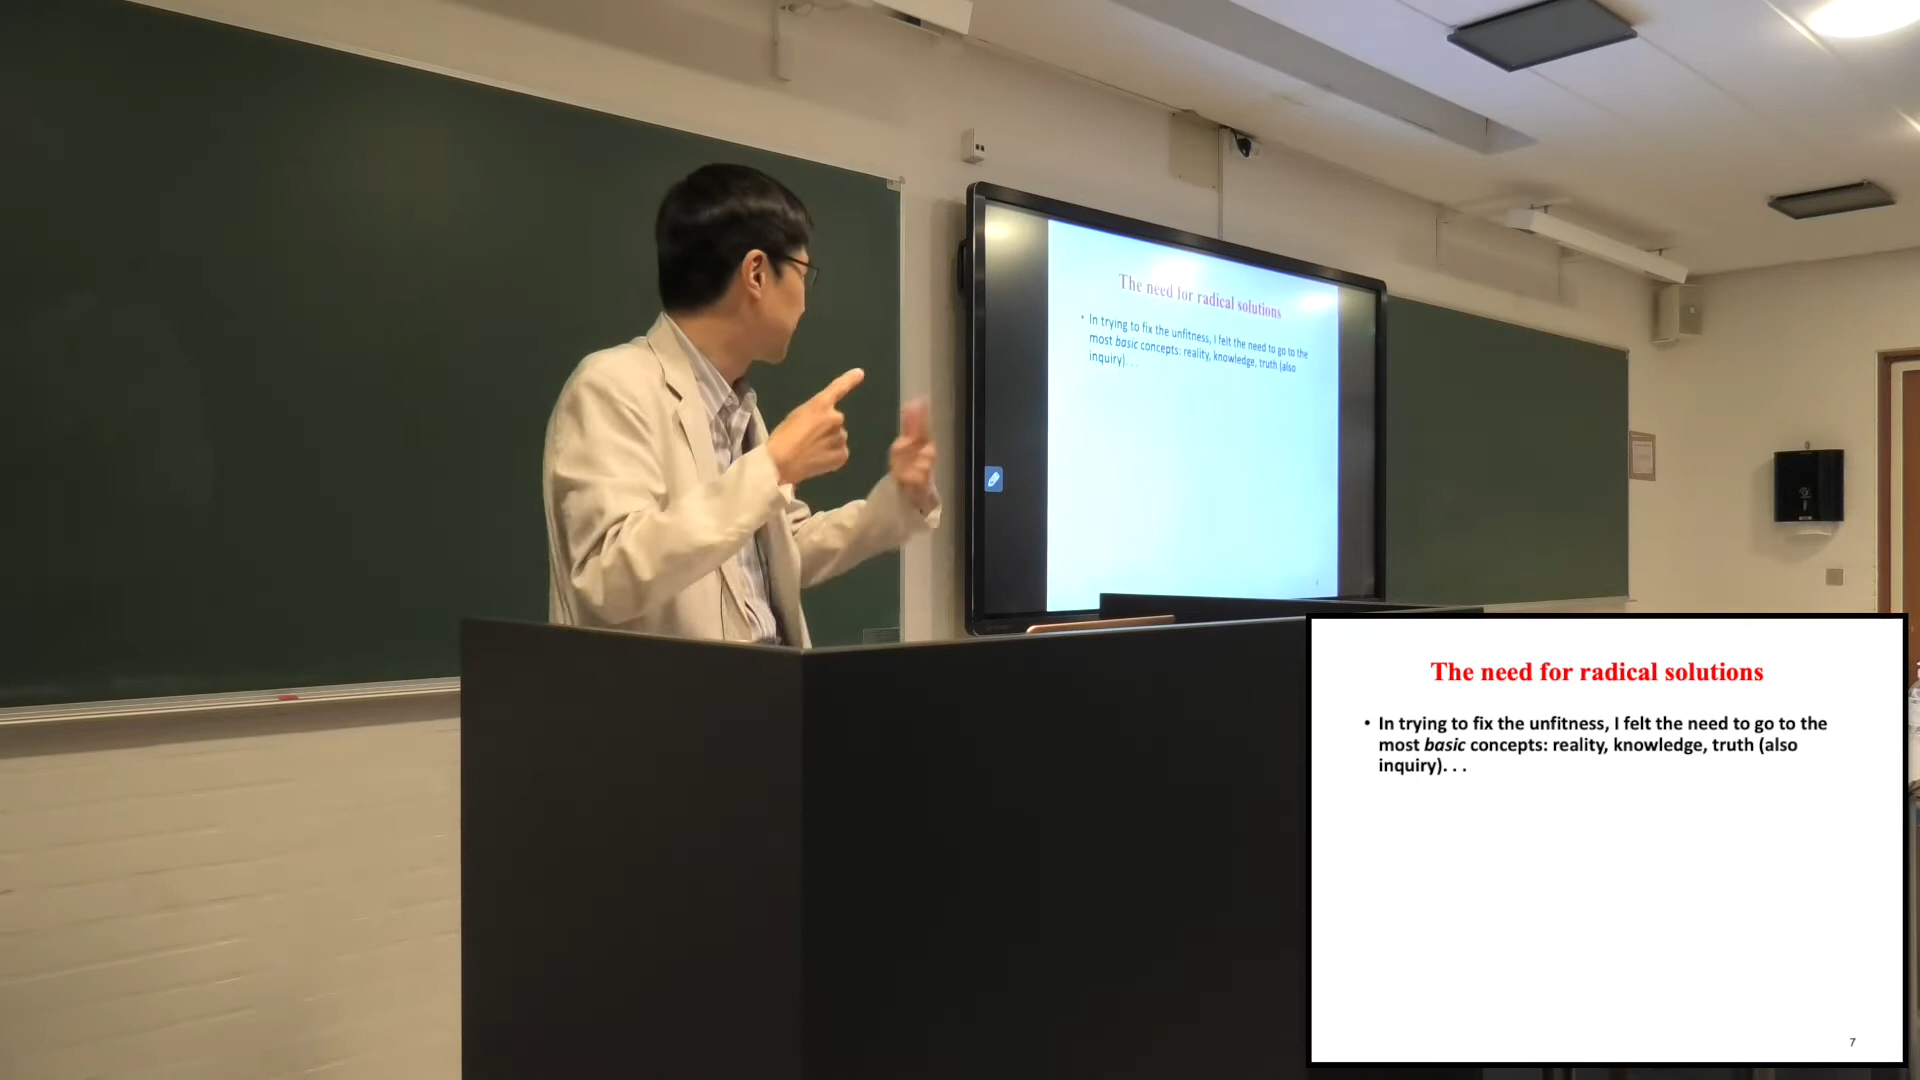 The need for radical solutions
• In trying to fix the unfitness, I felt the need to go to the
most basic concepts: reality, knowledge, truth (also
inquiry). . .
The need for radical solutions
• In trying to fix the unfitness, I felt the need to go to the
most basic concepts: reality, knowledge, truth (also
inquiry). . .
7